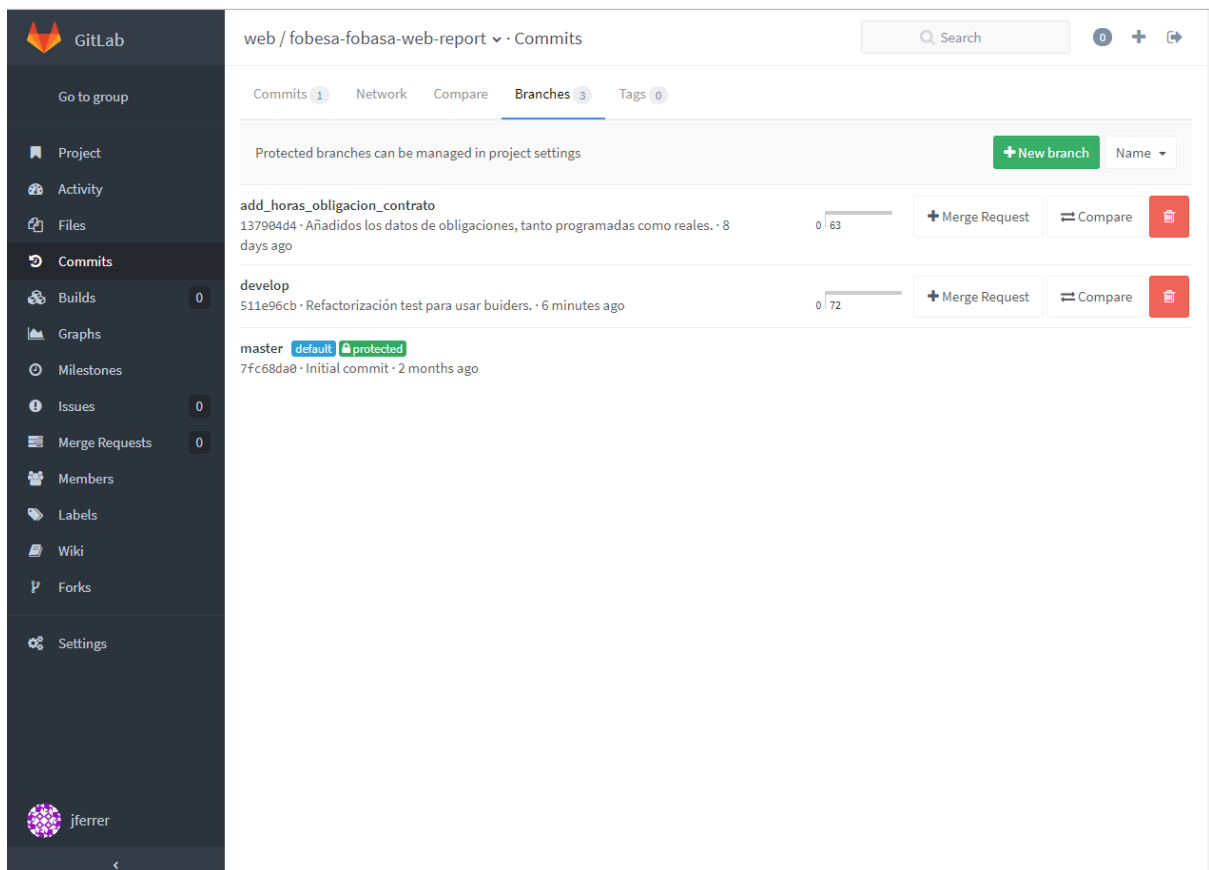 GitLab
web / fobesa-fobasa-web-report · Commits
Search
0
Go to group
Project
Activity
Files
Commits
Builds 0
Graphs
Milestones
Issues 0
Merge Requests 0
Members
Labels
Wiki
Forks
Settings
jferrer
Commits 1 Network Compare Branches 3 Tags 0
Protected branches can be managed in project settings
New branch Name
add_horas_obligacion_contrato
137904d4 · Añadidos los datos de obligaciones, tanto programadas como reales. · 8
days ago
0 63
Merge Request Compare
develop
511e96cb · Refactorización test para usar buiders. · 6 minutes ago
0 72
Merge Request Compare
master default protected
7fc68da0 · Initial commit · 2 months ago